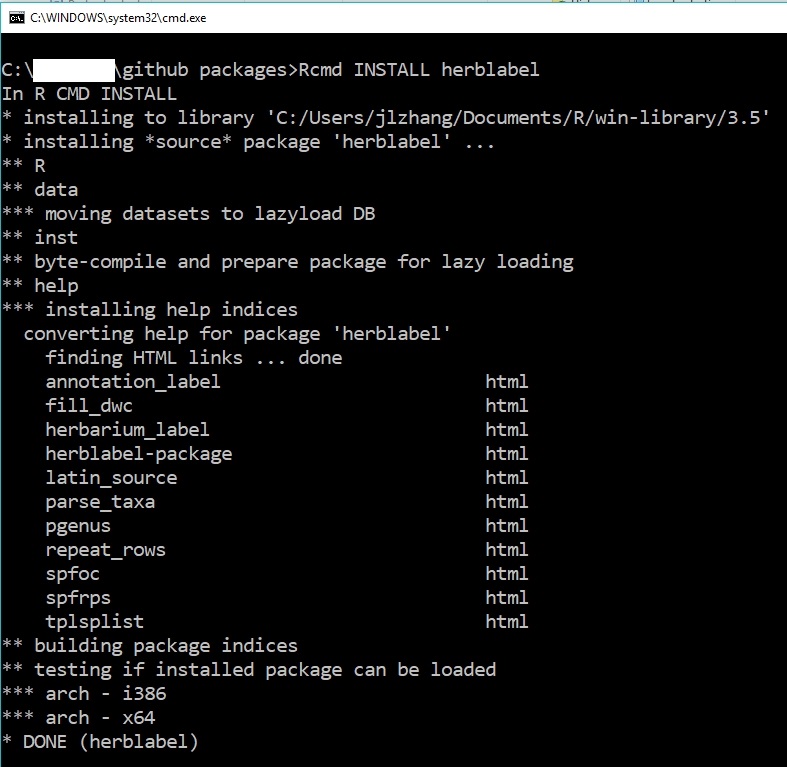 C:\WINDOWS\system32\cmd.exe
C:\ \github packages>Rcmd INSTALL herblabel
In R CMD INSTALL
* installing to library 'C:/Users/jlzhang/Documents/R/win-library/3.5'
* installing *source* package 'herblabel' ...
** R
** data
*** moving datasets to lazyload DB
** inst
** byte-compile and prepare package for lazy loading
** help
*** installing help indices
  converting help for package 'herblabel'
    finding HTML links ... done
    annotation_label                        html
    fill_dwc                                html
    herbarium_label                         html
    herblabel-package                       html
    latin_source                            html
    parse_taxa                              html
    pgenus                                  html
    repeat_rows                             html
    spfoc                                   html
    spfrps                                  html
    tplsplist                               html
** building package indices
** testing if installed package can be loaded
*** arch - i386
*** arch - x64
* DONE (herblabel)